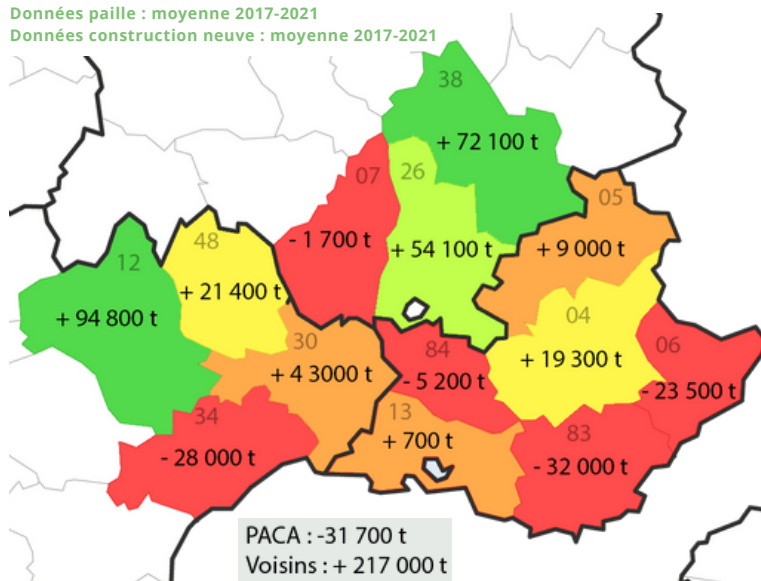 Données paille : moyenne 2017-2021
Données construction neuve : moyenne 2017-2021
38
+ 72 100 t
26
07
05
- 1 700 t
+ 54 100 t
+ 9 000 t
48
12
+ 21 400 t
+ 94 800 t
04
30
84
06
+ 19 300 t
+ 4 3000 t
- 5 200 t
- 23 500 t
34
13
83
+ 700 t
- 28 000 t
- 32 000 t
PACA : -31 700 t
Voisins : + 217 000 t